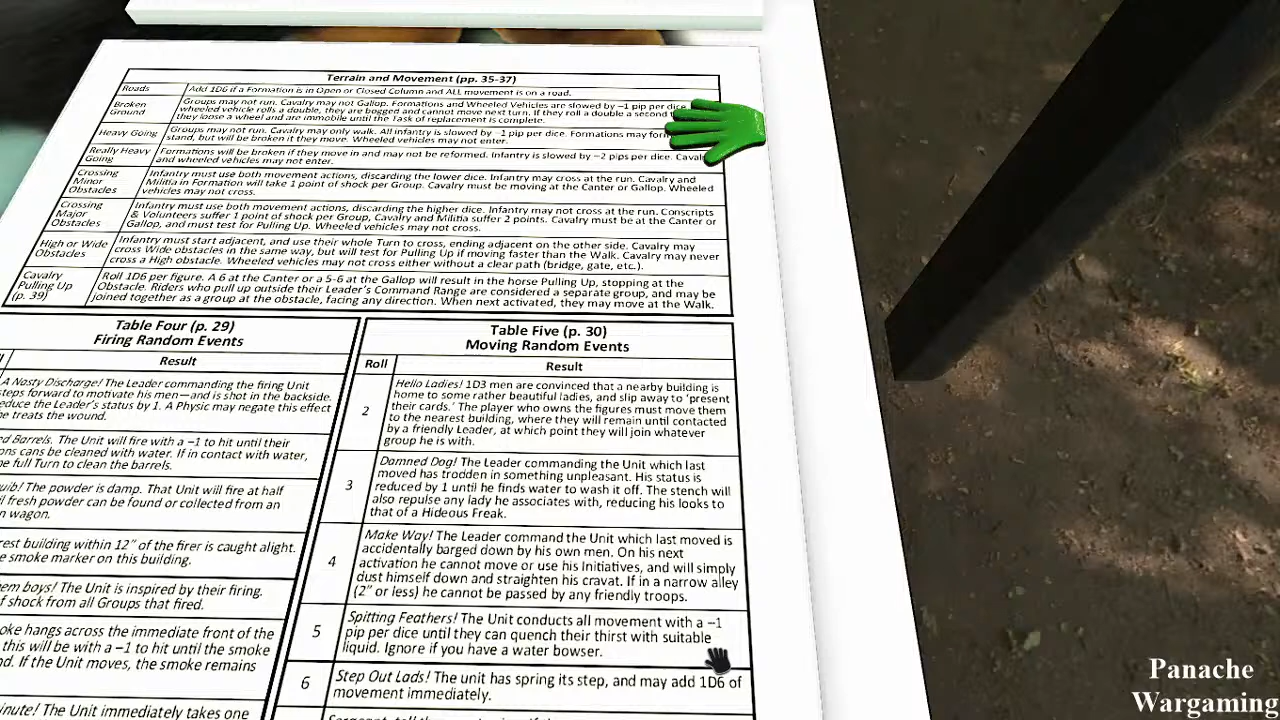 Terrain and Movement (pp. 35-37)
Roads
Add 1D6 if a Formation is in Open or Closed Column and ALL movement is on a road.
Broken
Ground
Groups may not run. Cavalry may not Gallop. Formations and Wheeled Vehicles are slowed by –1 pip per dice.
wheeled vehicle rolls a double, they are bogged and cannot move next turn. If they roll a double a second
they loose a wheel and are immobile until the Task of replacement is complete.
Heavy Going
Groups may not run. Cavalry may only walk. All infantry is slowed by –1 pip per dice. Formations may
stand, but will be broken if they move. Wheeled vehicles may not enter.
Really Heavy
Going
Formations will be broken if they move in and may not be reformed. Infantry is slowed by –2 pips per dice.
and wheeled vehicles may not enter.
Crossing
Minor
Obstacles
Infantry must use both movement actions, discarding the lower dice. Infantry may cross at the run. Cavalry and
Militia in Formation will take 1 point of shock per Group. Cavalry must be moving at the Canter or Gallop. Wheeled
vehicles may not cross.
Crossing
Major
Obstacles
Infantry must use both movement actions, discarding the higher dice. Infantry may not cross at the run. Conscripts
& Volunteers suffer 1 point of shock per Group, Cavalry and Militia suffer 2 points. Cavalry must be at the Canter or
Gallop, and must test for Pulling Up. Wheeled vehicles may not cross.
High or Wide
Obstacles
Infantry must start adjacent, and use their whole Turn to cross, ending adjacent on the other side. Cavalry may
cross Wide obstacles in the same way, but will test for Pulling Up if moving faster than the Walk. Cavalry may never
cross a High obstacle. Wheeled vehicles may not cross either without a clear path (bridge, gate, etc.).
Cavalry
Pulling Up
(p. 39)
Roll 1D6 per figure. A 6 at the Canter or a 5-6 at the Gallop will result in the horse Pulling Up, stopping at the
Obstacle. Riders who pull up outside their Leader's Command Range are considered a separate group, and may be
joined together as a group at the obstacle, facing any direction. When next activated, they may move at the Walk.
Table Four (p. 29)
Firing Random Events
Result
A Nasty Discharge! The Leader commanding the firing Unit
steps forward to motivate his men—and is shot in the backside.
educe the Leader's status by 1. A Physic may negate this effect
he treats the wound.
ed Barrels. The Unit will fire with a –1 to hit until their
ons cans be cleaned with water. If in contact with water,
ne full Turn to clean the barrels.
uib! The powder is damp. That Unit will fire at half
il fresh powder can be found or collected from an
n wagon.
rest building within 12" of the firer is caught alight.
e smoke marker on this building.
em boys! The Unit is inspired by their firing.
f shock from all Groups that fired.
oke hangs across the immediate front of the
this will be with a –1 to hit until the smoke
d. If the Unit moves, the smoke remains
inute! The Unit immediately takes one
Table Five (p. 30)
Moving Random Events
Roll
Result
2
Hello Ladies! 1D3 men are convinced that a nearby building is
home to some rather beautiful ladies, and slip away to 'present
their cards.' The player who owns the figures must move them
to the nearest building, where they will remain until contacted
by a friendly Leader, at which point they will join whatever
group he is with.
3
Damned Dog! The Leader commanding the Unit which last
moved has trodden in something unpleasant. His status is
reduced by 1 until he finds water to wash it off. The stench will
also repulse any lady he associates with, reducing his looks to
that of a Hideous Freak.
4
Make Way! The Leader command the Unit which last moved is
accidentally barged down by his own men. On his next
activation he cannot move or use his Initiatives, and will simply
dust himself down and straighten his cravat. If in a narrow alley
(2" or less) he cannot be passed by any friendly troops.
5
Spitting Feathers! The Unit conducts all movement with a –1
pip per dice until they can quench their thirst with suitable
liquid. Ignore if you have a water bowser.
6
Step Out Lads! The unit has spring its step, and may add 1D6 of
movement immediately.
Panache
Wargaming